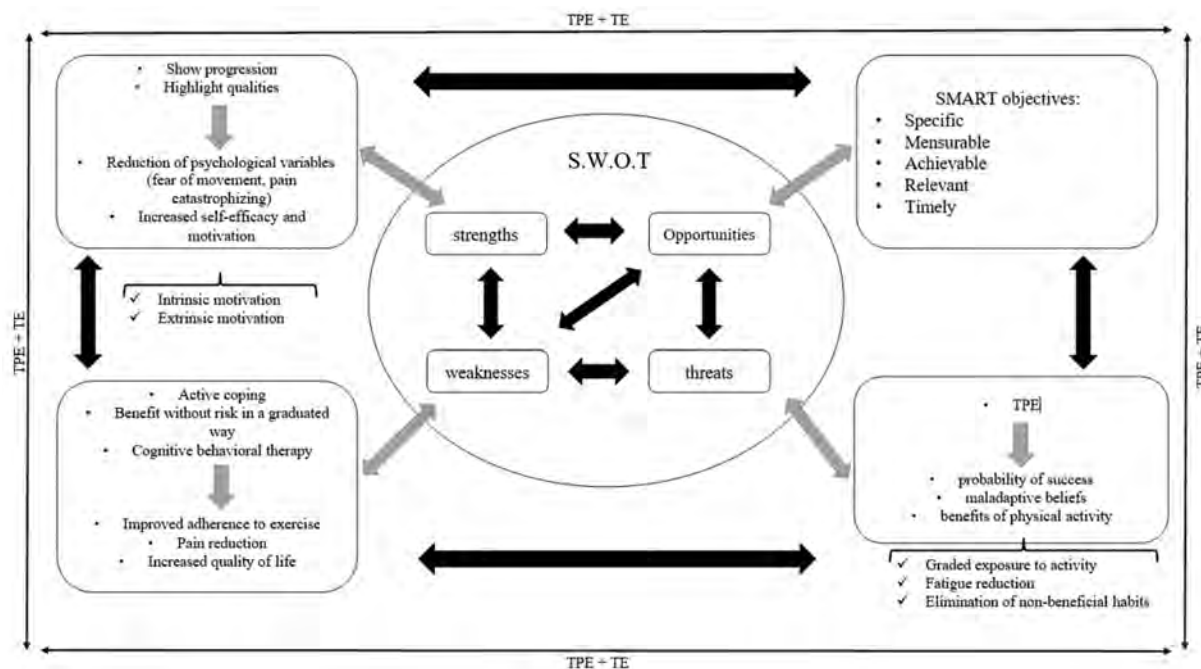 TPE + TE
• Show progression
• Highlight qualities
• Reduction of psychological variables
(fear of movement, pain
catastrophizing)
• Increased self-efficacy and
motivation
✓ Intrinsic motivation
✓ Extrinsic motivation
TPE + TE
• Active coping
• Benefit without risk in a graduated
way
• Cognitive behavioral therapy
• Improved adherence to exercise
• Pain reduction
• Increased quality of life
S.W.O.T
strengths
Opportunities
weaknesses
threats
SMART objectives:
• Specific
• Mensurable
• Achievable
• Relevant
• Timely
TPE + TE
• TPE
• probability of success
• maladaptive beliefs
• benefits of physical activity
✓ Graded exposure to activity
✓ Fatigue reduction
✓ Elimination of non-beneficial habits
TPE + TE